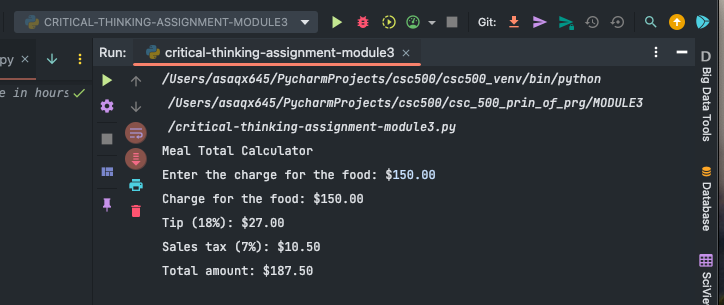 CRITICAL-THINKING-ASSIGNMENT-MODULE3
Git:
py
Run:
critical-thinking-assignment-module3
e in hours
/Users/asaqx645/PycharmProjects/csc500/csc500_venv/bin/python
/Users/asaqx645/PycharmProjects/csc500/csc_500_prin_of_prg/MODULE3
/critical-thinking-assignment-module3.py
Meal Total Calculator
Enter the charge for the food: $150.00
Charge for the food: $150.00
Tip (18%): $27.00
Sales tax (7%): $10.50
Total amount: $187.50
D
Big Data Tools
Database
SciVie